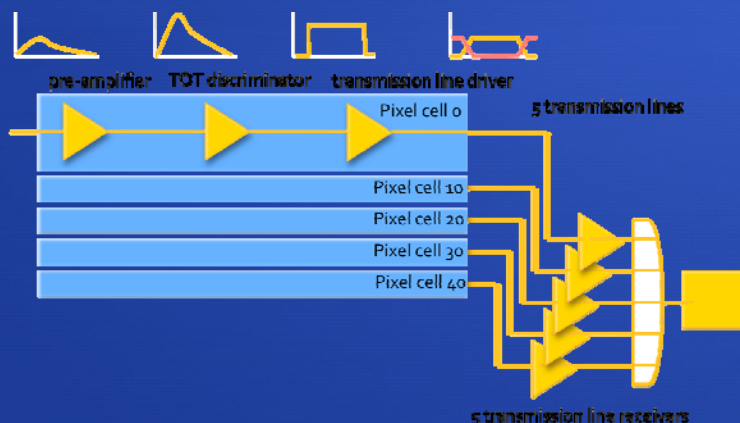 pre-amplifier TOT discriminator transmission line driver
Pixel cell 0
5 transmission lines
Pixel cell 10
Pixel cell 20
Pixel cell 30
Pixel cell 40
5 transmission line receivers